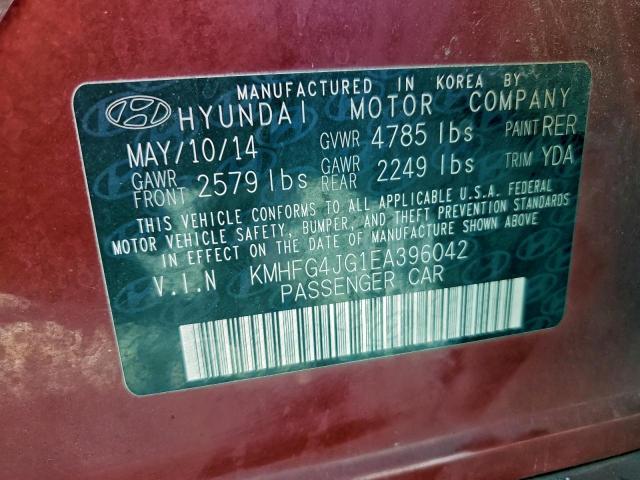 MANUFACTURED IN KOREA BY
HYUNDAI MOTOR COMPANY
MAY/10/14 GVWR 4785 lbs PAINT RER
GAWR FRONT 2579 lbs GAWR REAR 2249 lbs TRIM YDA
THIS VEHICLE CONFORMS TO ALL APPLICABLE U.S.A. FEDERAL
MOTOR VEHICLE SAFETY, BUMPER, AND THEFT PREVENTION STANDARDS
IN EFFECT ON THE DATE OF MANUFACTURE SHOWN ABOVE.
V.I.N KMHFG4JG1EA396042
PASSENGER CAR